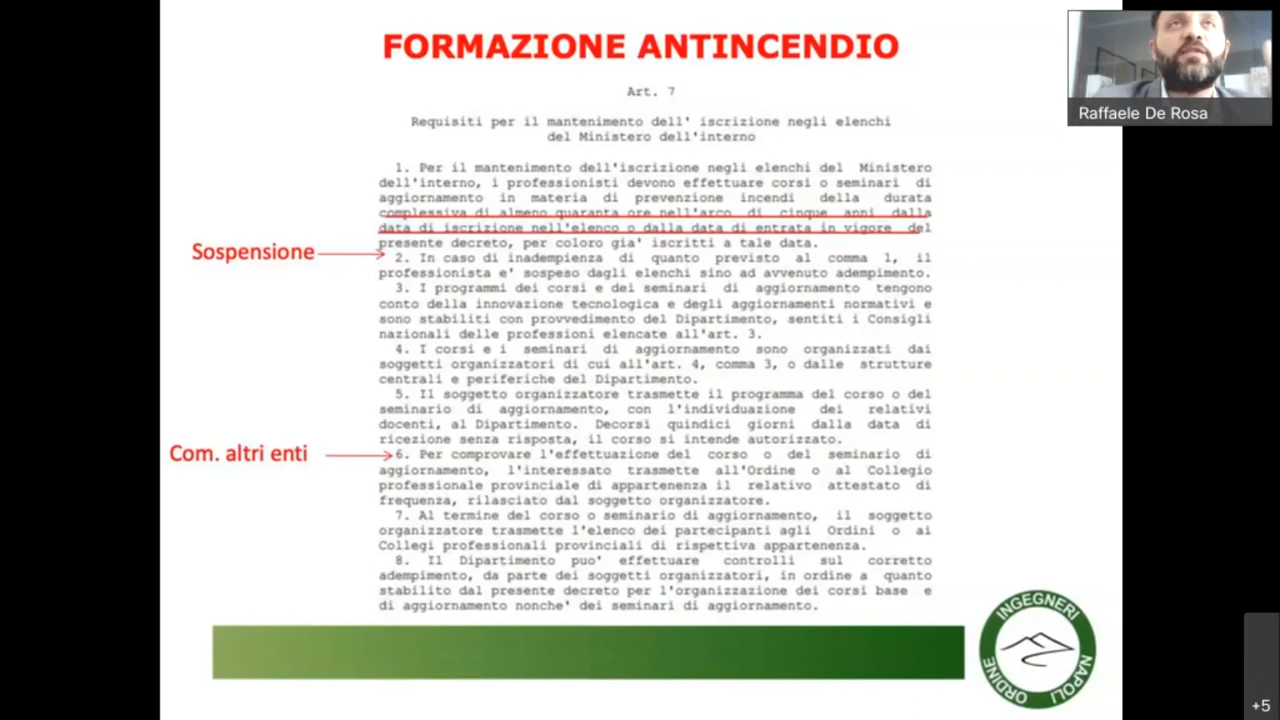 FORMAZIONE ANTINCENDIO
Raffaele De Rosa
Art. 7
Requisiti per il mantenimento dell' iscrizione negli elenchi
del Ministero dell'interno
1. Per il mantenimento dell'iscrizione negli elenchi del Ministero
dell'interno, i professionisti devono effettuare corsi o seminari di
aggiornamento in materia di prevenzione incendi della durata
complessiva di almeno quaranta ore nell'arco di cinque anni dalla
data di iscrizione nell'elenco o dalla data di entrata in vigore del
presente decreto, per coloro gia' iscritti a tale data.
Sospensione
2. In caso di inadempienza di quanto previsto al comma 1, il
professionista e' sospeso dagli elenchi sino ad avvenuto adempimento.
3. I programmi dei corsi e dei seminari di aggiornamento tengono
conto della innovazione tecnologica e degli aggiornamenti normativi e
sono stabiliti con provvedimento del Dipartimento, sentiti i Consigli
nazionali delle professioni elencate all'art. 3.
4. I corsi e i seminari di aggiornamento sono organizzati dai
soggetti organizzatori di cui all'art. 4, comma 3, o dalle strutture
centrali e periferiche del Dipartimento.
5. Il soggetto organizzatore trasmette il programma del corso o del
seminario di aggiornamento, con l'individuazione dei relativi
docenti, al Dipartimento. Decorsi quindici giorni dalla data di
ricezione senza risposta, il corso si intende autorizzato.
Com. altri enti
6. Per comprovare l'effettuazione del corso o del seminario di
aggiornamento, l'interessato trasmette all'Ordine o al Collegio
professionale provinciale di appartenenza il relativo attestato di
frequenza, rilasciato dal soggetto organizzatore.
7. Al termine del corso o seminario di aggiornamento, il soggetto
organizzatore trasmette l'elenco dei partecipanti agli Ordini o ai
Collegi professionali provinciali di rispettiva appartenenza.
8. Il Dipartimento puo' effettuare controlli sul corretto
adempimento, da parte dei soggetti organizzatori, in ordine a quanto
stabilito dal presente decreto per l'organizzazione dei corsi base e
di aggiornamento nonche' dei seminari di aggiornamento.
ORDINE INGEGNERI NAPOLI
+5